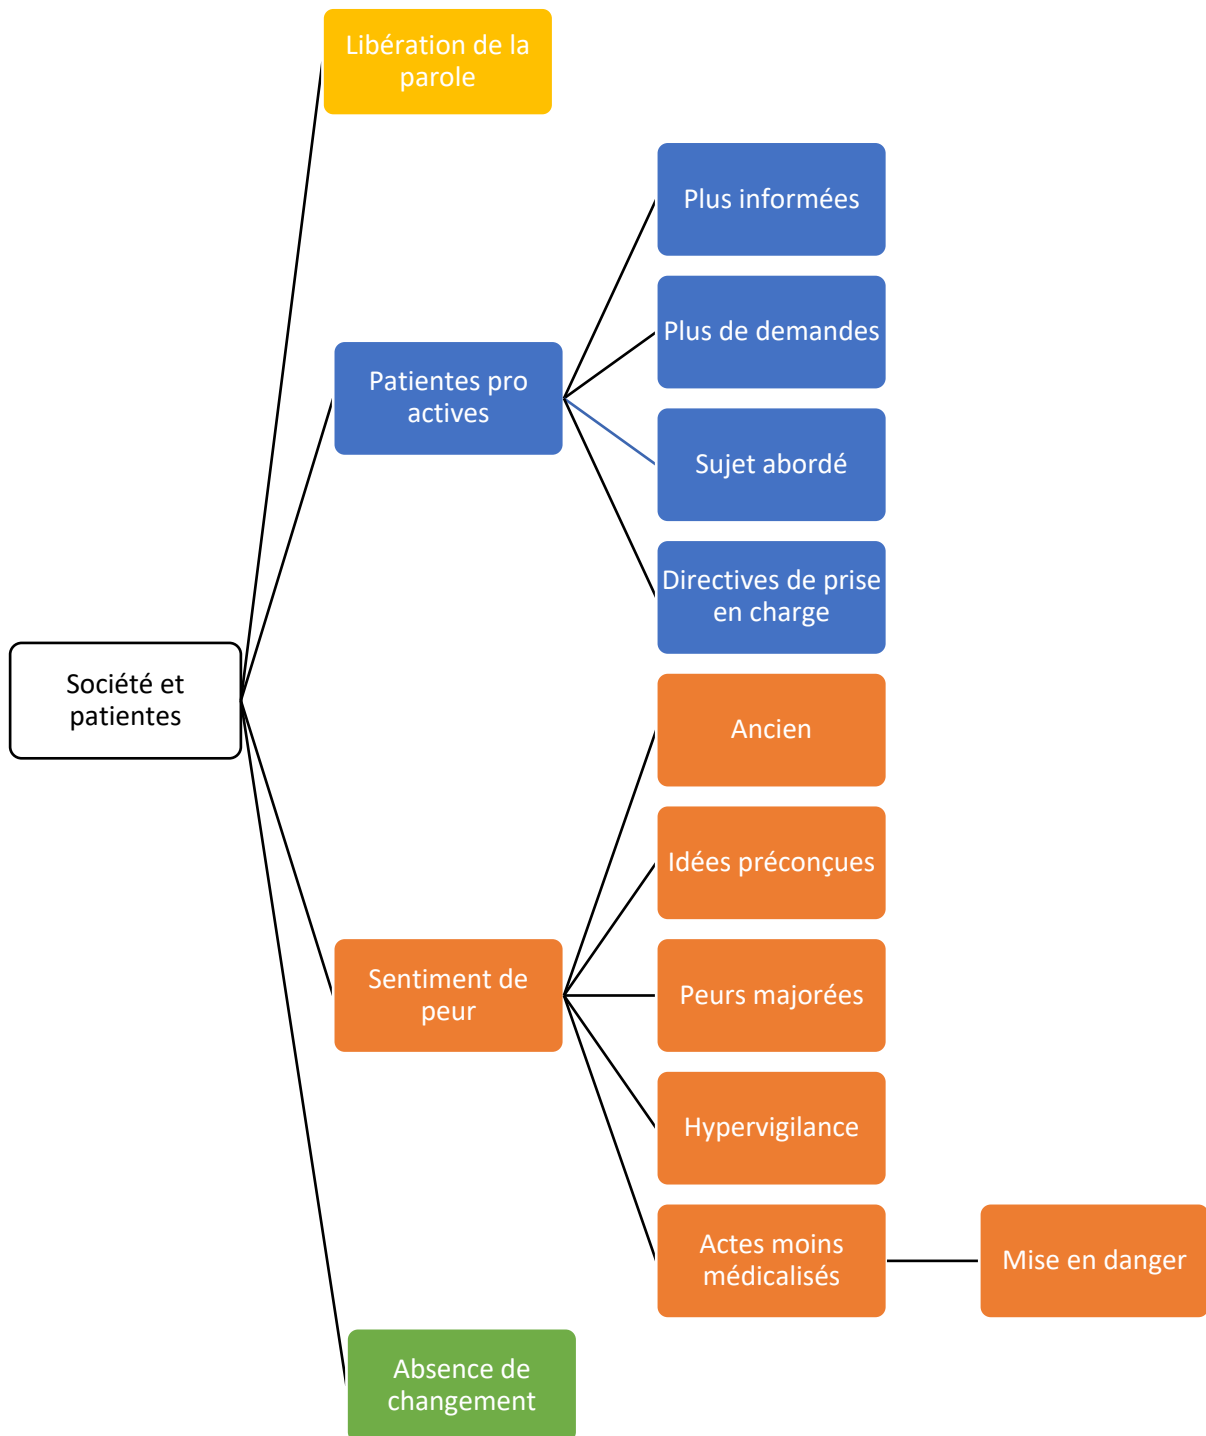 Libération de la
parole
Plus informées
Plus de demandes
Patientes pro
actives
Sujet abordé
Directives de prise
en charge
Société et
patientes
Ancien
Idées préconçues
Sentiment de
peur
Peurs majorées
Hypervigilance
Actes moins
médicalisés
Mise en danger
Absence de
changement